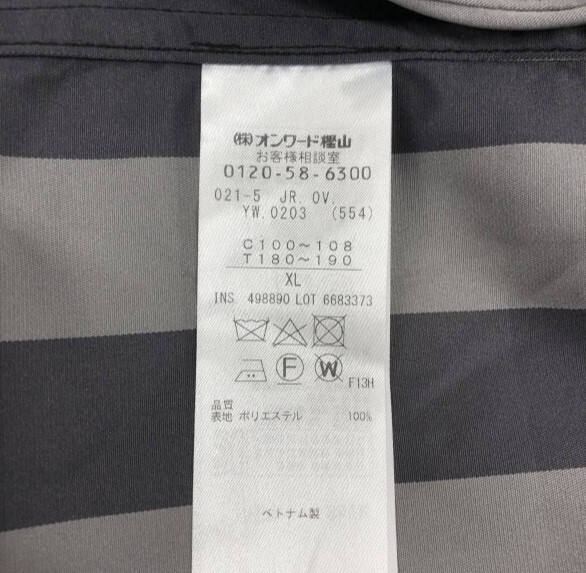 (株)オンワード樫山
お客様相談室
0120-58-6300
021-5 JR. OV.
YW.0203 (554)
C100～108
T180～190
XL
INS 498890 LOT 6683373
F W F13H
品質
表地 ポリエステル 100%
ベトナム製